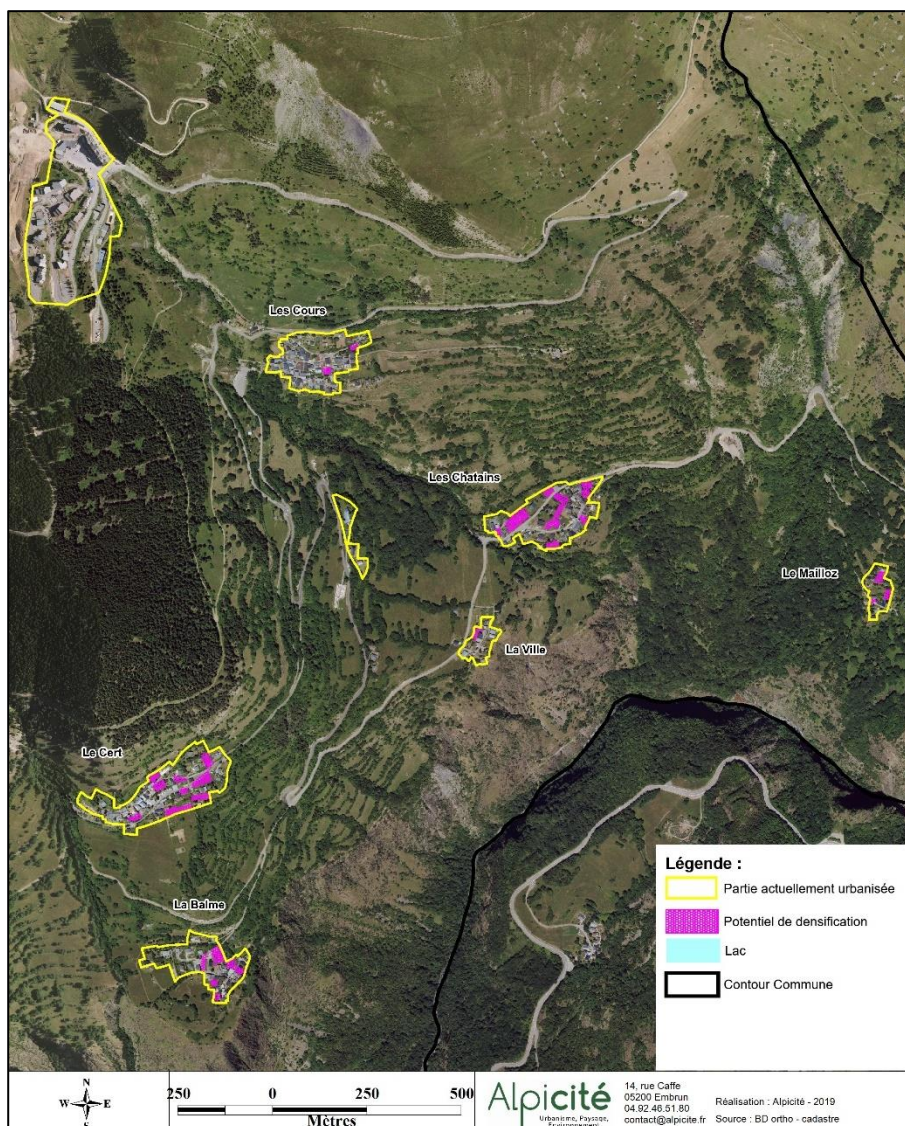 Les Cours
Les Chatains
Le Mailloz
La Ville
Le Cert
La Balme
Légende :
Partie actuellement urbanisée
Potentiel de densification
Lac
Contour Commune
N
W E
S
250 0 250 500
Mètres
Alpicité
Urbanisme, Paysage,
Environnement
14, rue Caffe
05200 Embrun
04.92.46.51.80
contact@alpicite.fr
Réalisation : Alpicité - 2019
Source : BD ortho - cadastre